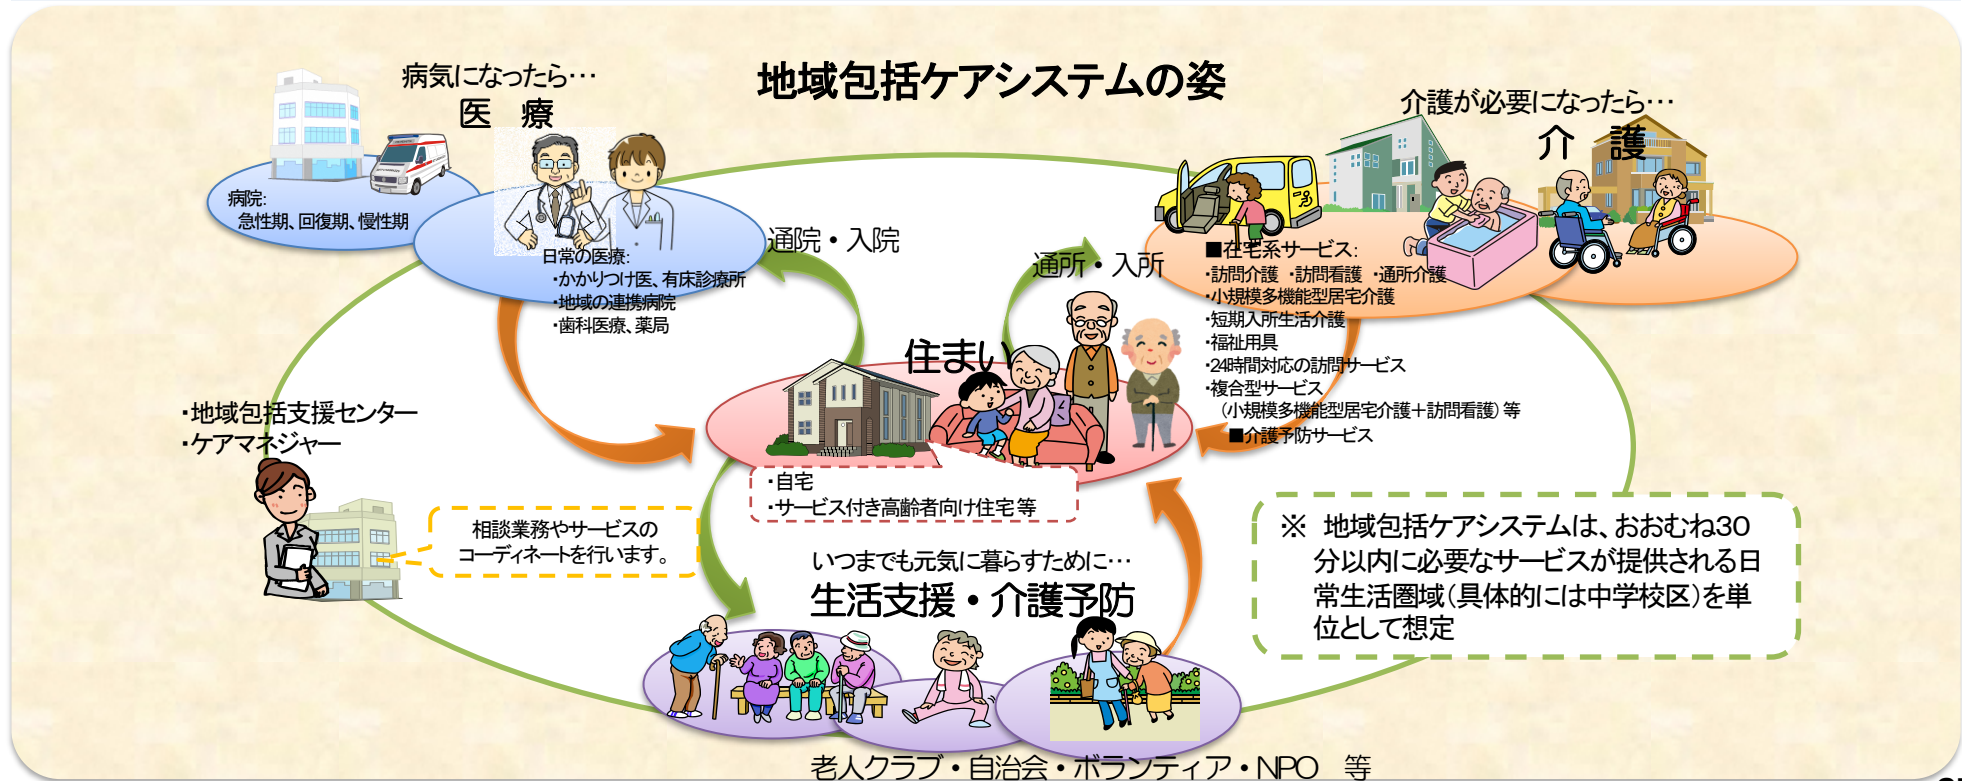 地域包括ケアシステムの姿
病気になったら…
医　療
病院:
急性期、回復期、慢性期
日常の医療:
・かかりつけ医、有床診療所
・地域の連携病院
・歯科医療、薬局
通院・入院
通所・入所
介護が必要になったら…
介　護
■在宅系サービス:
・訪問介護 ・訪問看護 ・通所介護
・小規模多機能型居宅介護
・短期入所生活介護
・福祉用具
・24時間対応の訪問サービス
・複合型サービス
（小規模多機能型居宅介護＋訪問看護）等
■介護予防サービス
住まい
・自宅
・サービス付き高齢者向け住宅 等
・地域包括支援センター
・ケアマネジャー
相談業務やサービスの
コーディネートを行います。
いつまでも元気に暮らすために…
生活支援・介護予防
老人クラブ・自治会・ボランティア・NPO　等
※ 地域包括ケアシステムは、おおむね30
分以内に必要なサービスが提供される日
常生活圏域（具体的には中学校区）を単
位として想定